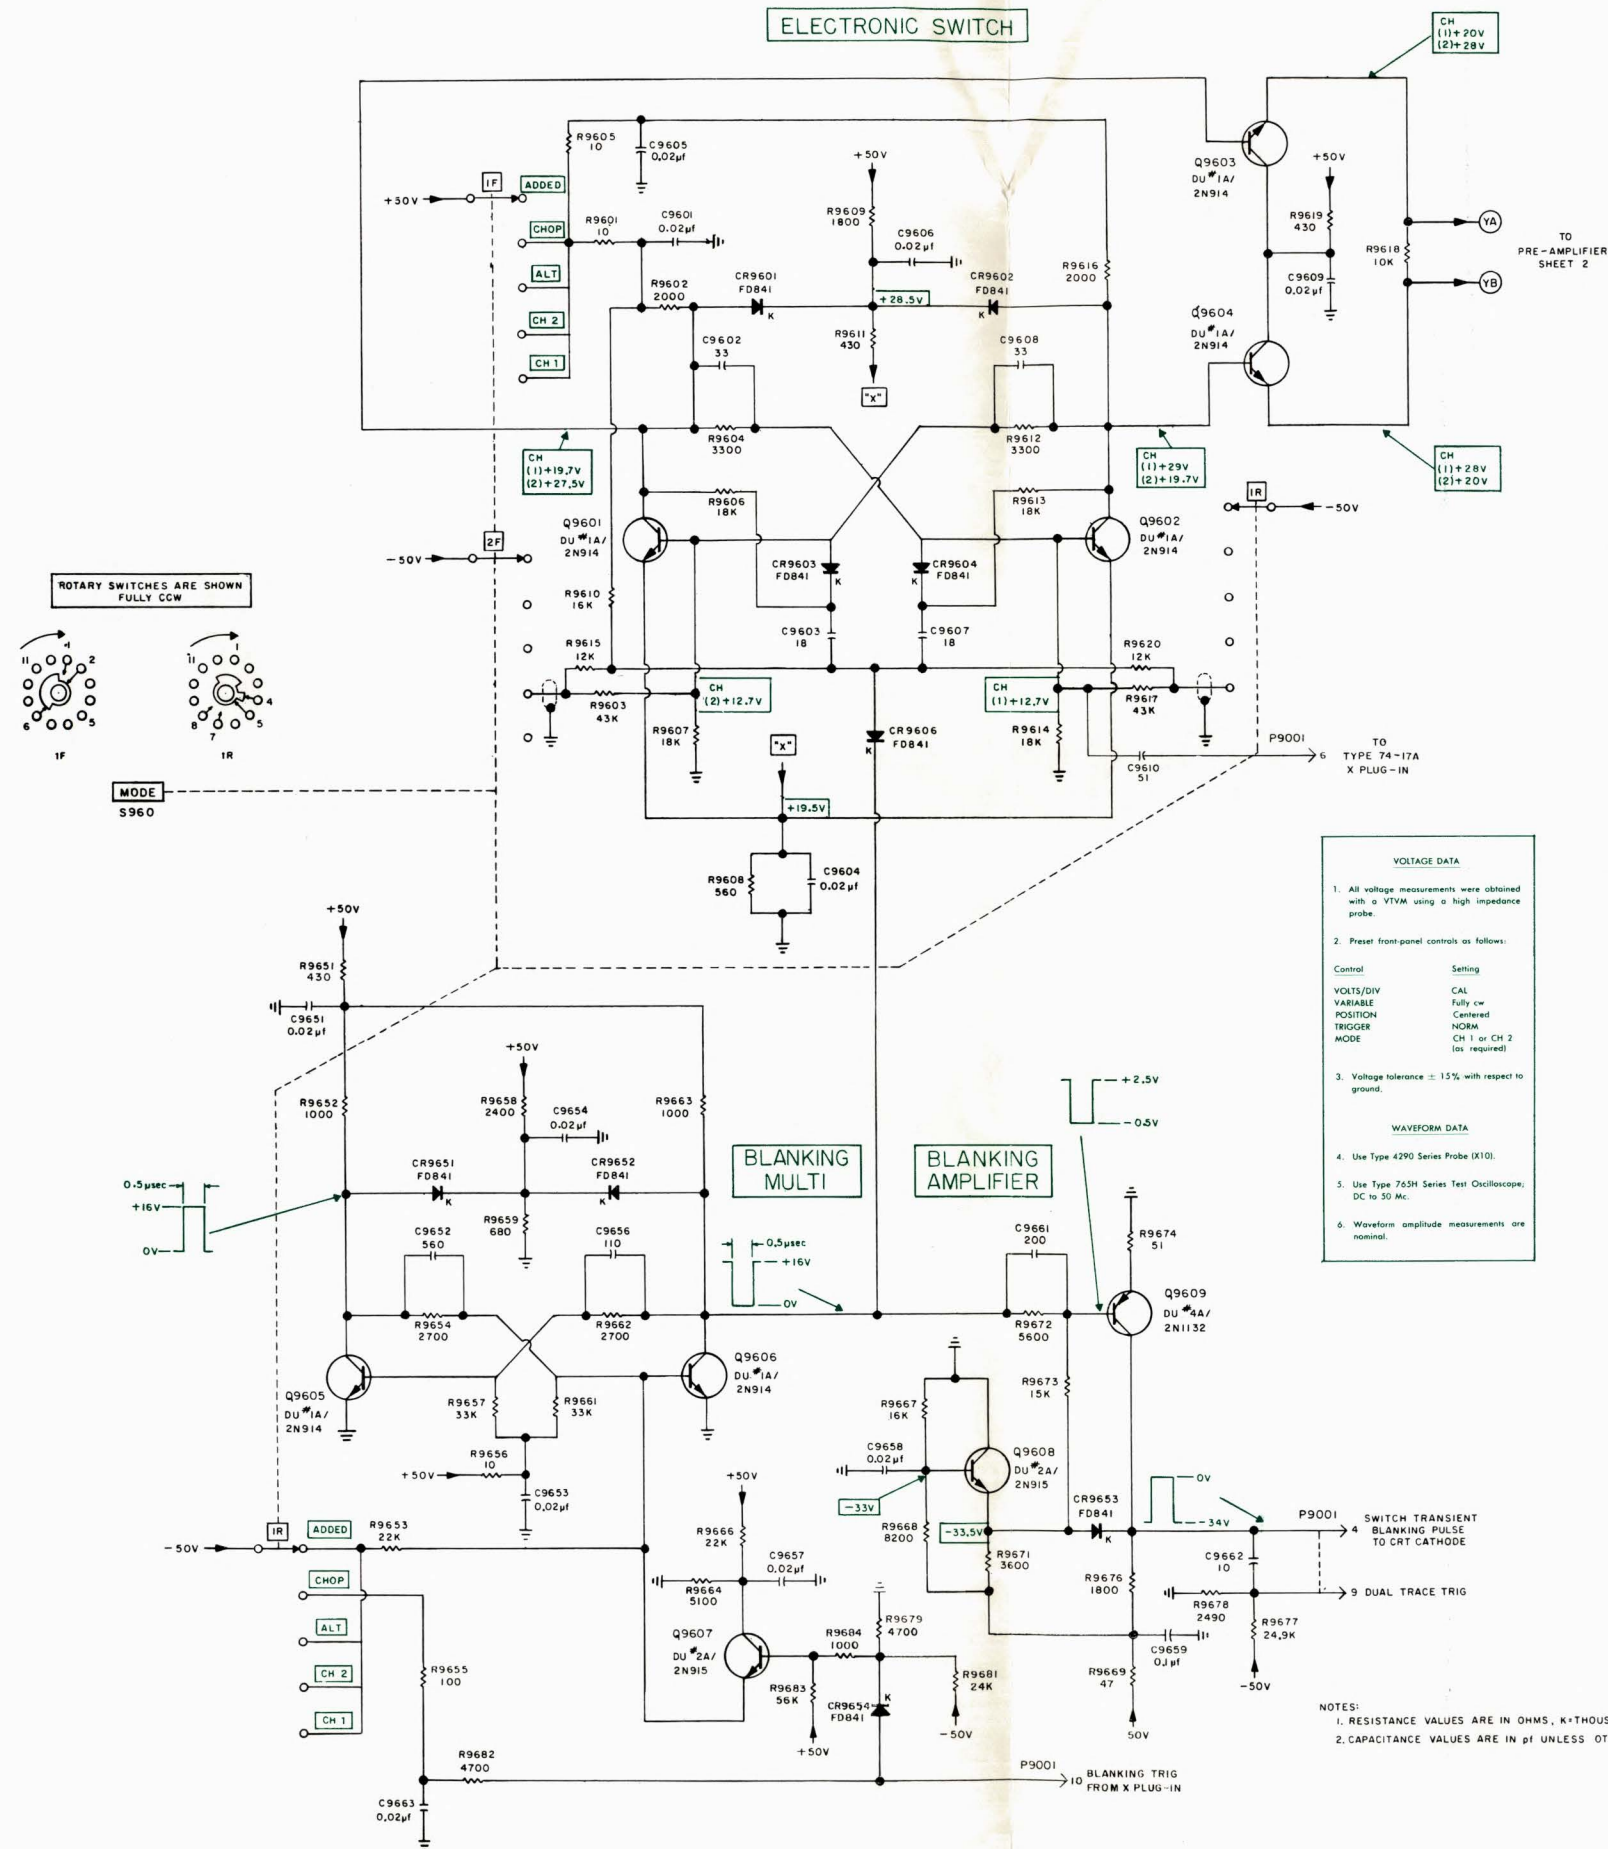 ELECTRONIC SWITCH
CH
(1)+20V
(2)+28V
R9605
10
C9605
0.02µf
+50V
Q9603
DU #1A/
2N914
+50V
1F
ADDED
+50V
CHOP
R9601
10
C9601
0.02µf
R9609
1800
C9606
0.02µf
R9619
430
R9618
10K
YA
YB
TO
PRE-AMPLIFIER
SHEET 2
ALT
R9602
2000
CR9601
FD841
K
+28.5V
CR9602
FD841
K
R9616
2000
C9609
0.02µf
CH 2
CH 1
C9602
33
R9611
430
"X"
C9608
33
Q9604
DU #1A/
2N914
R9604
3300
R9612
3300
CH
(1)+19.7V
(2)+27.5V
CH
(1)+29V
(2)+19.7V
CH
(1)+28V
(2)+20V
R9606
18K
R9613
18K
1R
-50V
Q9601
DU #1A/
2N914
Q9602
DU #1A/
2N914
2F
-50V
CR9603
FD841
K
CR9604
FD841
K
ROTARY SWITCHES ARE SHOWN
FULLY CCW
R9610
16K
C9603
18
C9607
18
R9615
12K
R9620
12K
11
1
2
5
6
1F
11
1
4
5
7
8
1R
R9603
43K
CH
(2)+12.7V
CH
(1)+12.7V
R9617
43K
R9607
18K
"X"
CR9606
FD841
K
R9614
18K
C9610
51
P9001
6
TO
TYPE 74-17A
X PLUG-IN
MODE
S960
+19.5V
R9608
560
C9604
0.02µf
VOLTAGE DATA
1. All voltage measurements were obtained
with a VTVM using a high impedance
probe.
2. Preset front-panel controls as follows:
Control Setting
VOLTS/DIV CAL
VARIABLE Fully cw
POSITION Centered
TRIGGER NORM
MODE CH 1 or CH 2
(as required)
3. Voltage tolerance ± 15% with respect to
ground.
WAVEFORM DATA
4. Use Type 4290 Series Probe (X10).
5. Use Type 765H Series Test Oscilloscope;
DC to 50 Mc.
6. Waveform amplitude measurements are
nominal.
+50V
R9651
430
C9651
0.02µf
+50V
R9652
1000
R9658
2400
C9654
0.02µf
R9663
1000
+2.5V
-0.5V
CR9651
FD841
K
CR9652
FD841
K
BLANKING
MULTI
BLANKING
AMPLIFIER
0.5µsec
+16V
0V
R9659
680
C9652
560
C9656
110
0.5µsec
+16V
0V
C9661
200
R9674
51
R9654
2700
R9662
2700
R9672
5600
Q9609
DU #4A/
2N1132
Q9605
DU #1A/
2N914
Q9606
DU #1A/
2N914
R9657
33K
R9661
33K
R9667
16K
R9673
15K
R9656
10
+50V
C9653
0.02µf
+50V
C9658
0.02µf
Q9608
DU #2A/
2N915
-33V
CR9653
FD841
K
0V
-34V
P9001
4
SWITCH TRANSIENT
BLANKING PULSE
TO CRT CATHODE
1R
ADDED
R9653
22K
-50V
R9666
22K
R9668
8200
-33.5V
R9671
3600
C9662
10
CHOP
R9664
5100
C9657
0.02µf
R9676
1800
R9678
2490
9 DUAL TRACE TRIG
ALT
Q9607
DU #2A/
2N915
R9684
1000
R9679
4700
C9659
0.1µf
R9677
24.9K
-50V
CH 2
R9655
100
R9683
56K
+50V
CR9654
FD841
K
R9681
24K
-50V
R9669
47
50V
CH 1
NOTES:
1. RESISTANCE VALUES ARE IN OHMS, K=THOUS
2. CAPACITANCE VALUES ARE IN pf UNLESS OT
R9682
4700
P9001
10
BLANKING TRIG
FROM X PLUG-IN
C9663
0.02µf